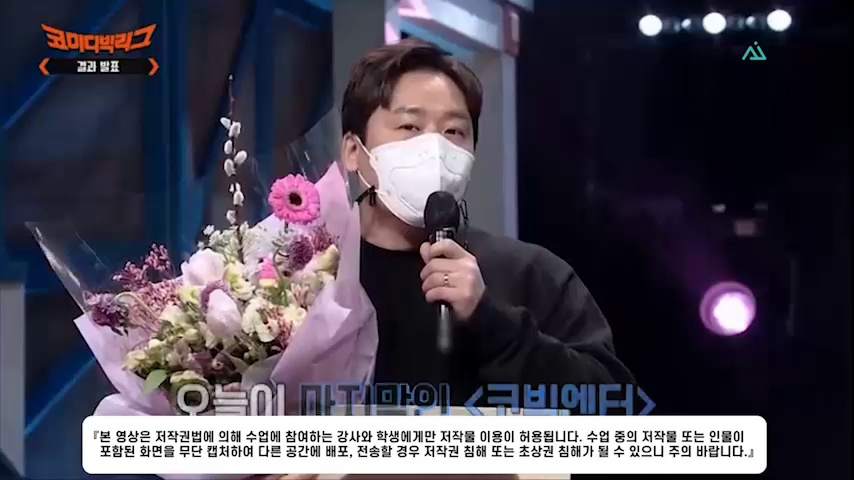 코미디빅리그
결과 발표
오늘이 마지막인 <코빅엔터>
『본 영상은 저작권법에 의해 수업에 참여하는 강사와 학생에게만 저작물 이용이 허용됩니다. 수업 중의 저작물 또는 인물이
포함된 화면을 무단 캡처하여 다른 공간에 배포, 전송할 경우 저작권 침해 또는 초상권 침해가 될 수 있으니 주의 바랍니다.』